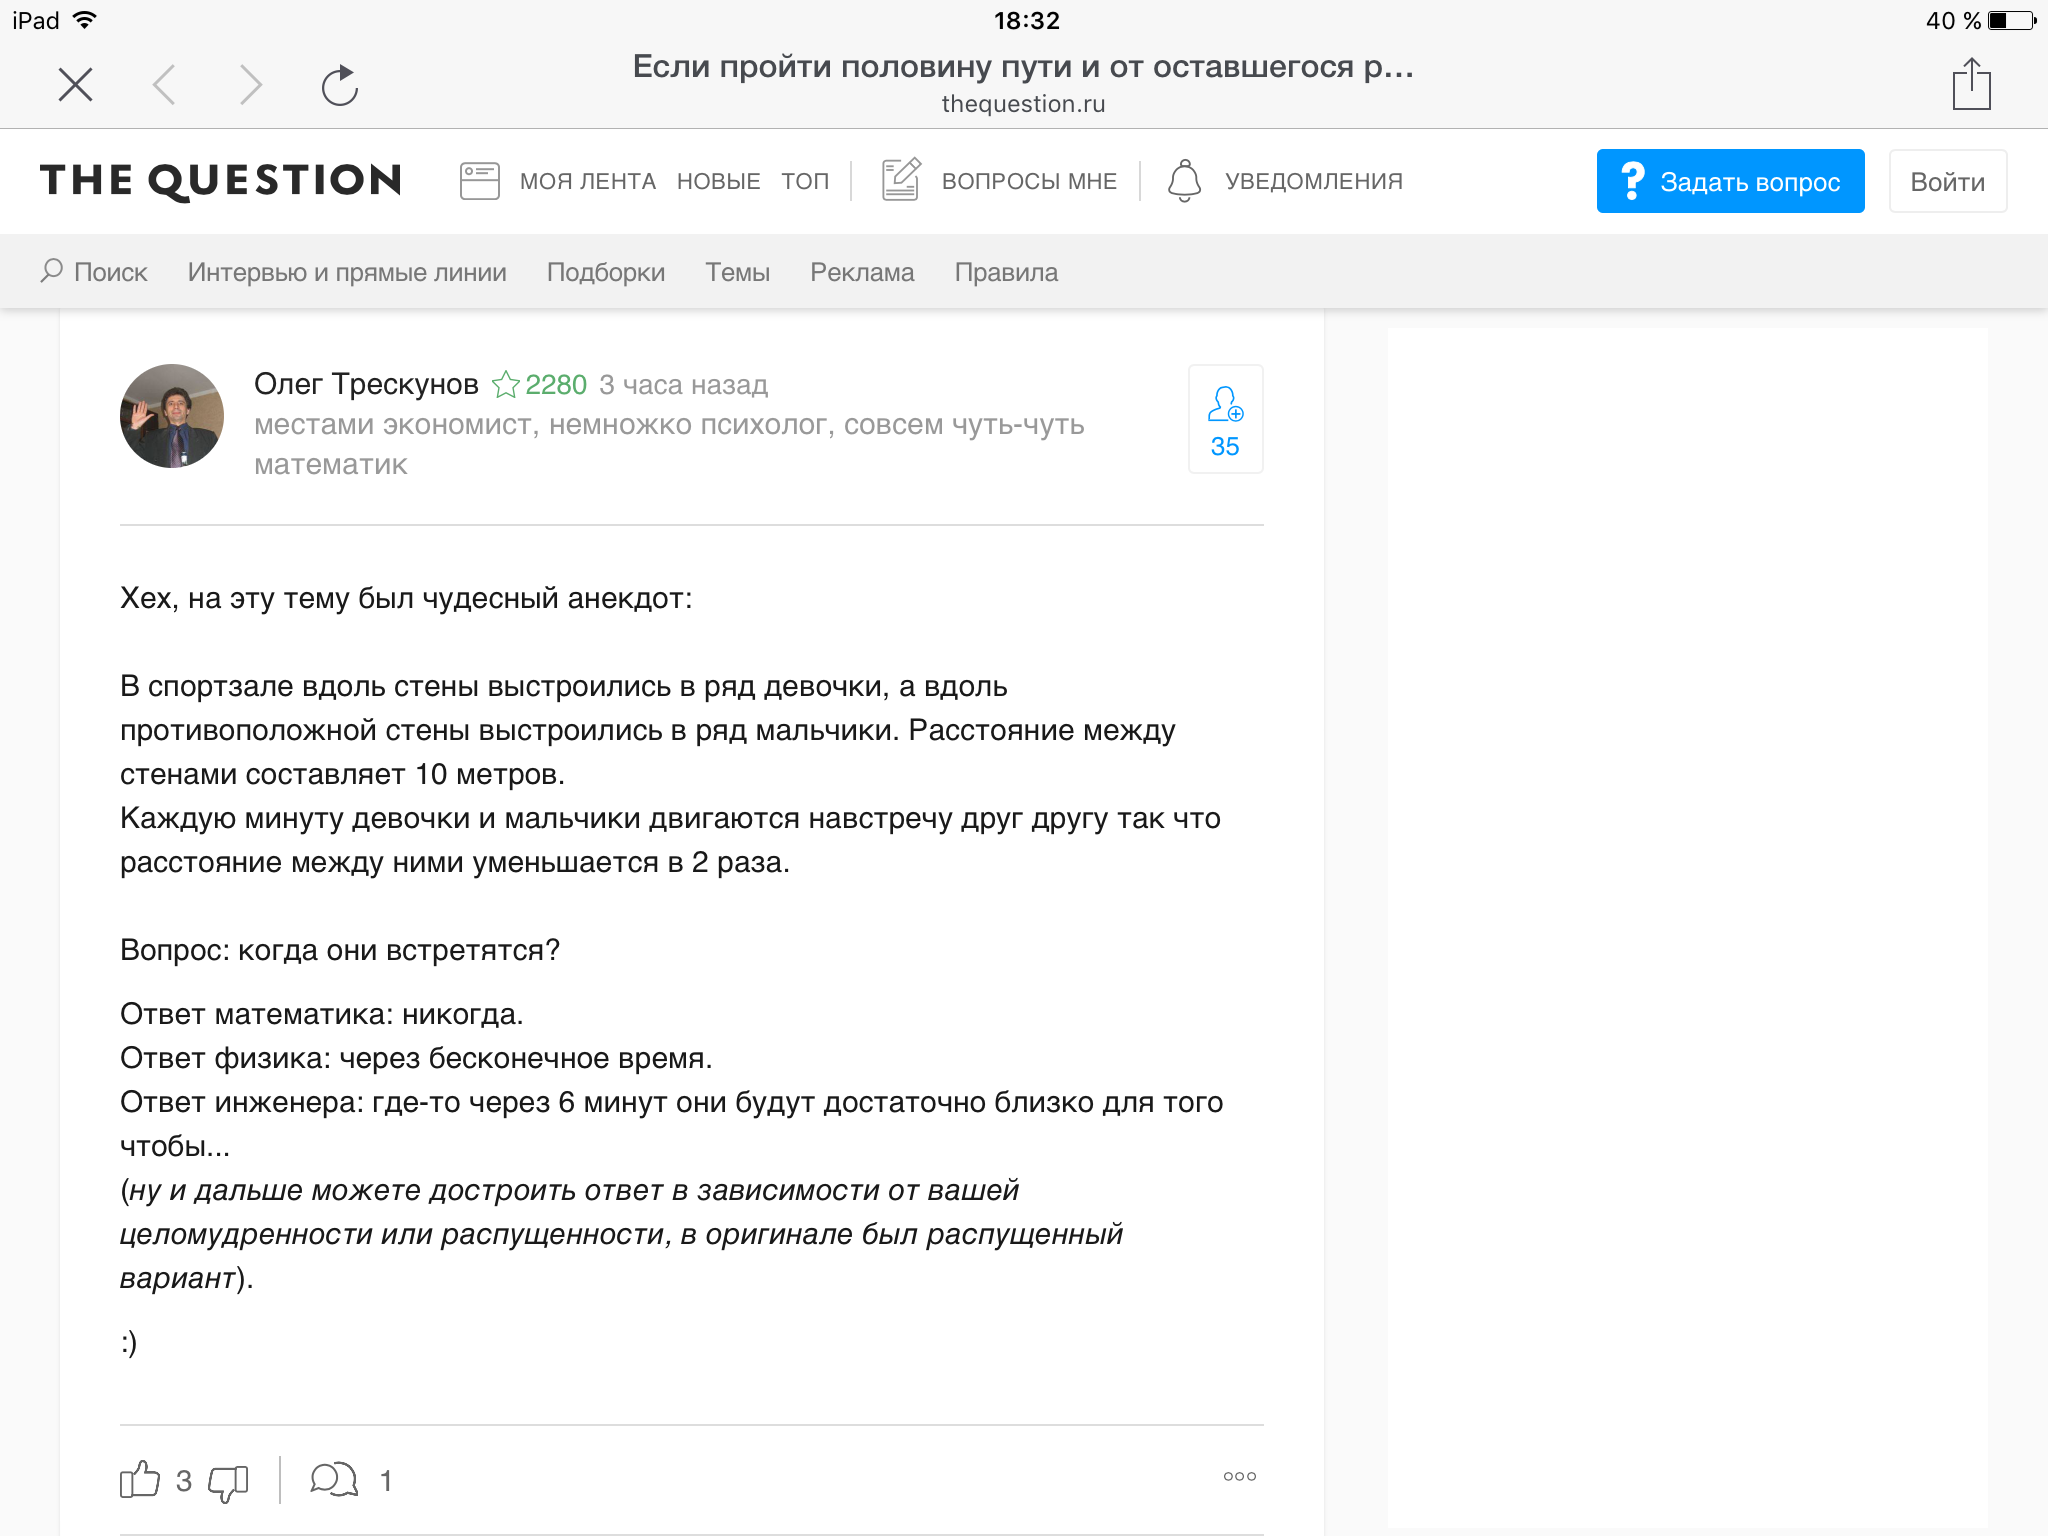 iPad 18:32 40 %
Если пройти половину пути и от оставшегося р...
thequestion.ru
THE QUESTION МОЯ ЛЕНТА НОВЫЕ ТОП ВОПРОСЫ МНЕ УВЕДОМЛЕНИЯ ? Задать вопрос Войти
Поиск Интервью и прямые линии Подборки Темы Реклама Правила
Олег Трескунов 2280 3 часа назад
местами экономист, немножко психолог, совсем чуть-чуть
математик
35
Хех, на эту тему был чудесный анекдот:
В спортзале вдоль стены выстроились в ряд девочки, а вдоль
противоположной стены выстроились в ряд мальчики. Расстояние между
стенами составляет 10 метров.
Каждую минуту девочки и мальчики двигаются навстречу друг другу так что
расстояние между ними уменьшается в 2 раза.
Вопрос: когда они встретятся?
Ответ математика: никогда.
Ответ физика: через бесконечное время.
Ответ инженера: где-то через 6 минут они будут достаточно близко для того
чтобы...
(ну и дальше можете достроить ответ в зависимости от вашей
целомудренности или распущенности, в оригинале был распущенный
вариант).
:)
3 1